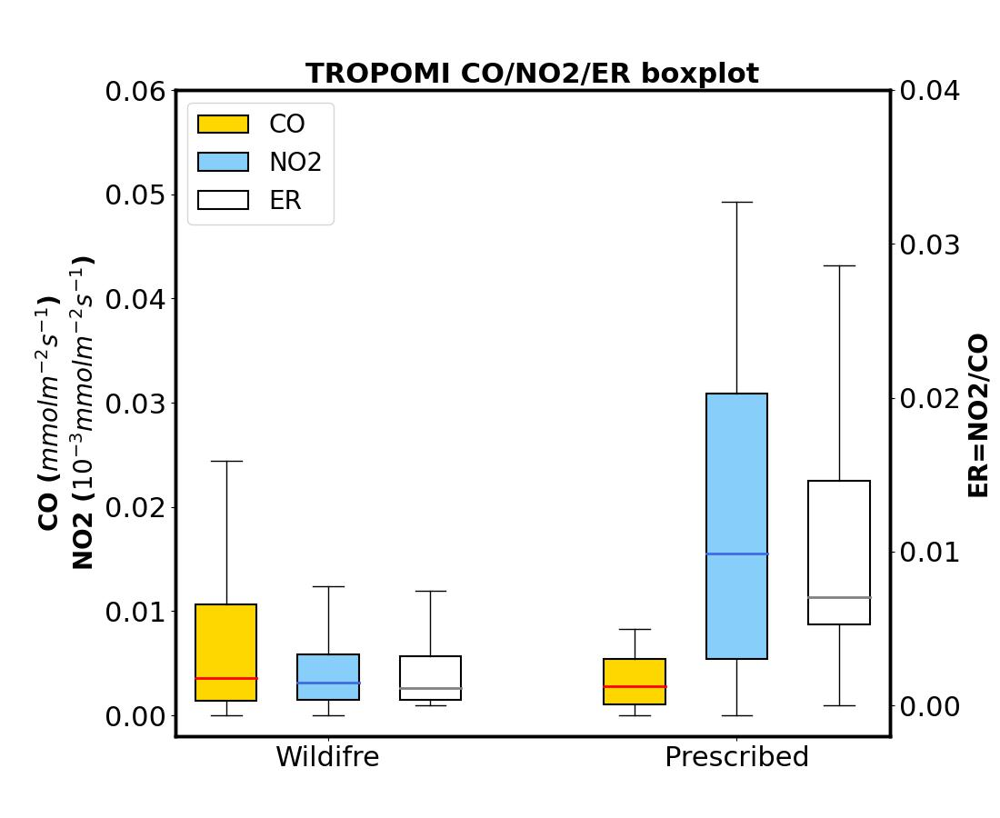 TROPOMI CO/NO2/ER boxplot
CO (mmolm⁻²s⁻¹)
NO2 (10⁻³mmolm⁻²s⁻¹)
0.06
0.05
0.04
0.03
0.02
0.01
0.00
CO
NO2
ER
0.04
0.03
0.02
0.01
0.00
ER=NO2/CO
Wildifre
Prescribed